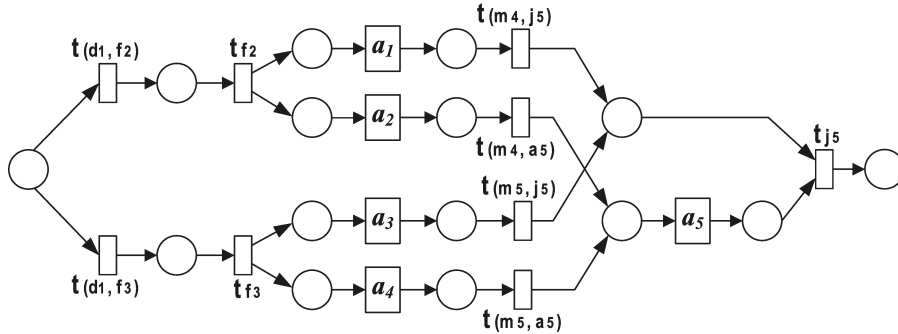 t(m4, j5)
t(d1, f2)
tf2
a1
a2
t(m4, a5)
tj5
t(m5, j5)
a3
a5
t(d1, f3)
tf3
a4
t(m5, a5)